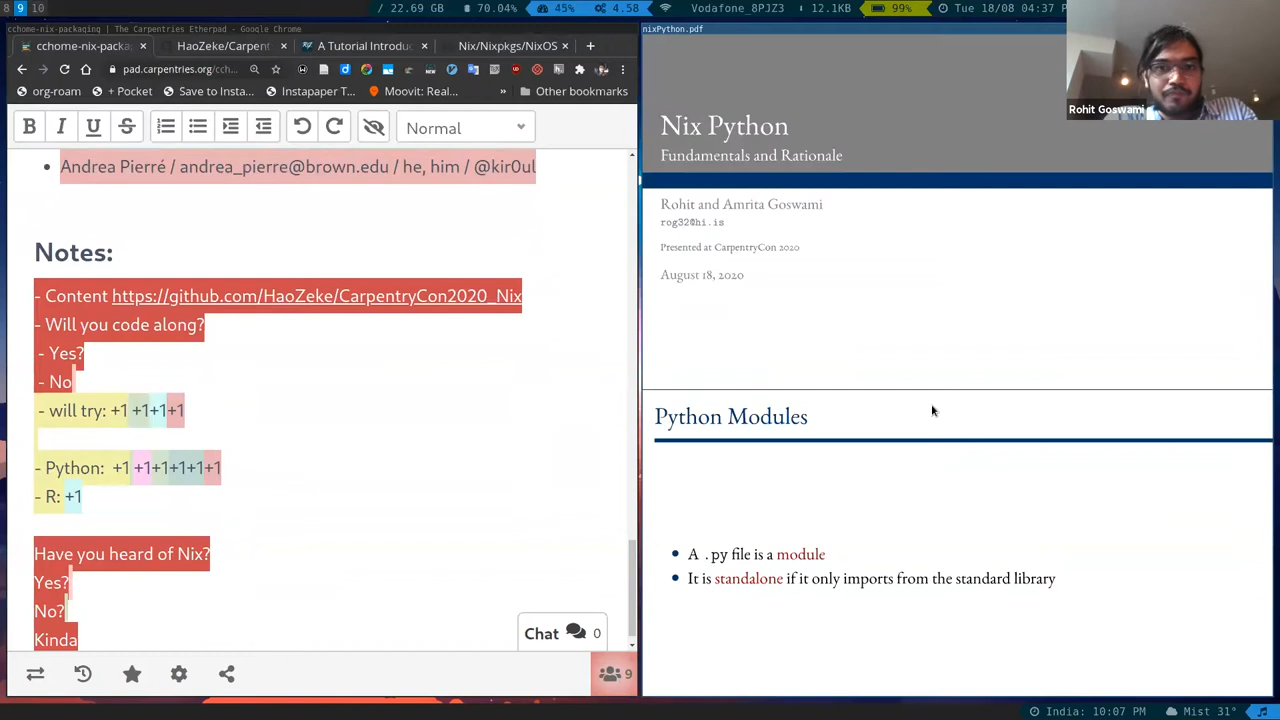 8 9 10
/ 22.69 GB 70.04% 45% 4.58 Vodafone_8PJZ3 12.1KB 99% Tue 18/08 04:37 P
cchome-nix-packaging | The Carpentries Etherpad - Google Chrome
nixPython.pdf
cchome-nix-packa × HaoZeke/Carpent × A Tutorial Introduc × Nix/Nixpkgs/NixOS × +
pad.carpentries.org/cch...
org-roam + Pocket Save to Insta... Instapaper T... Moovit: Real... » Other bookmarks
B I U S Normal
Andrea Pierré / andrea_pierre@brown.edu / he, him / @kir0ul
Notes:
- Content https://github.com/HaoZeke/CarpentryCon2020_Nix
- Will you code along?
- Yes?
- No
- will try: +1 +1+1+1
- Python: +1 +1+1+1+1+1
- R: +1
Have you heard of Nix?
Yes?
No?
Kinda
Chat 0
9
Rohit Goswami
Nix Python
Fundamentals and Rationale
Rohit and Amrita Goswami
rog32@hi.is
Presented at CarpentryCon 2020
August 18, 2020
Python Modules
• A .py file is a module
• It is standalone if it only imports from the standard library
India: 10:07 PM Mist 31°